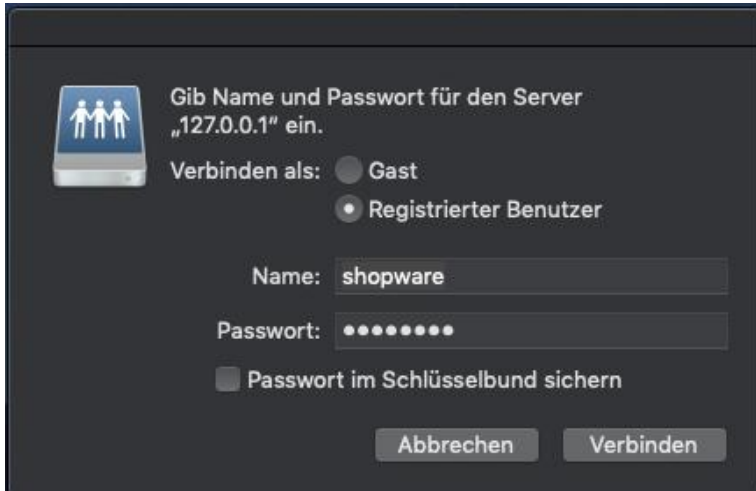 Gib Name und Passwort für den Server
„127.0.0.1“ ein.
Verbinden als: Gast
Registrierter Benutzer
Name: shopware
Passwort: ●●●●●●●●
Passwort im Schlüsselbund sichern
Abbrechen Verbinden